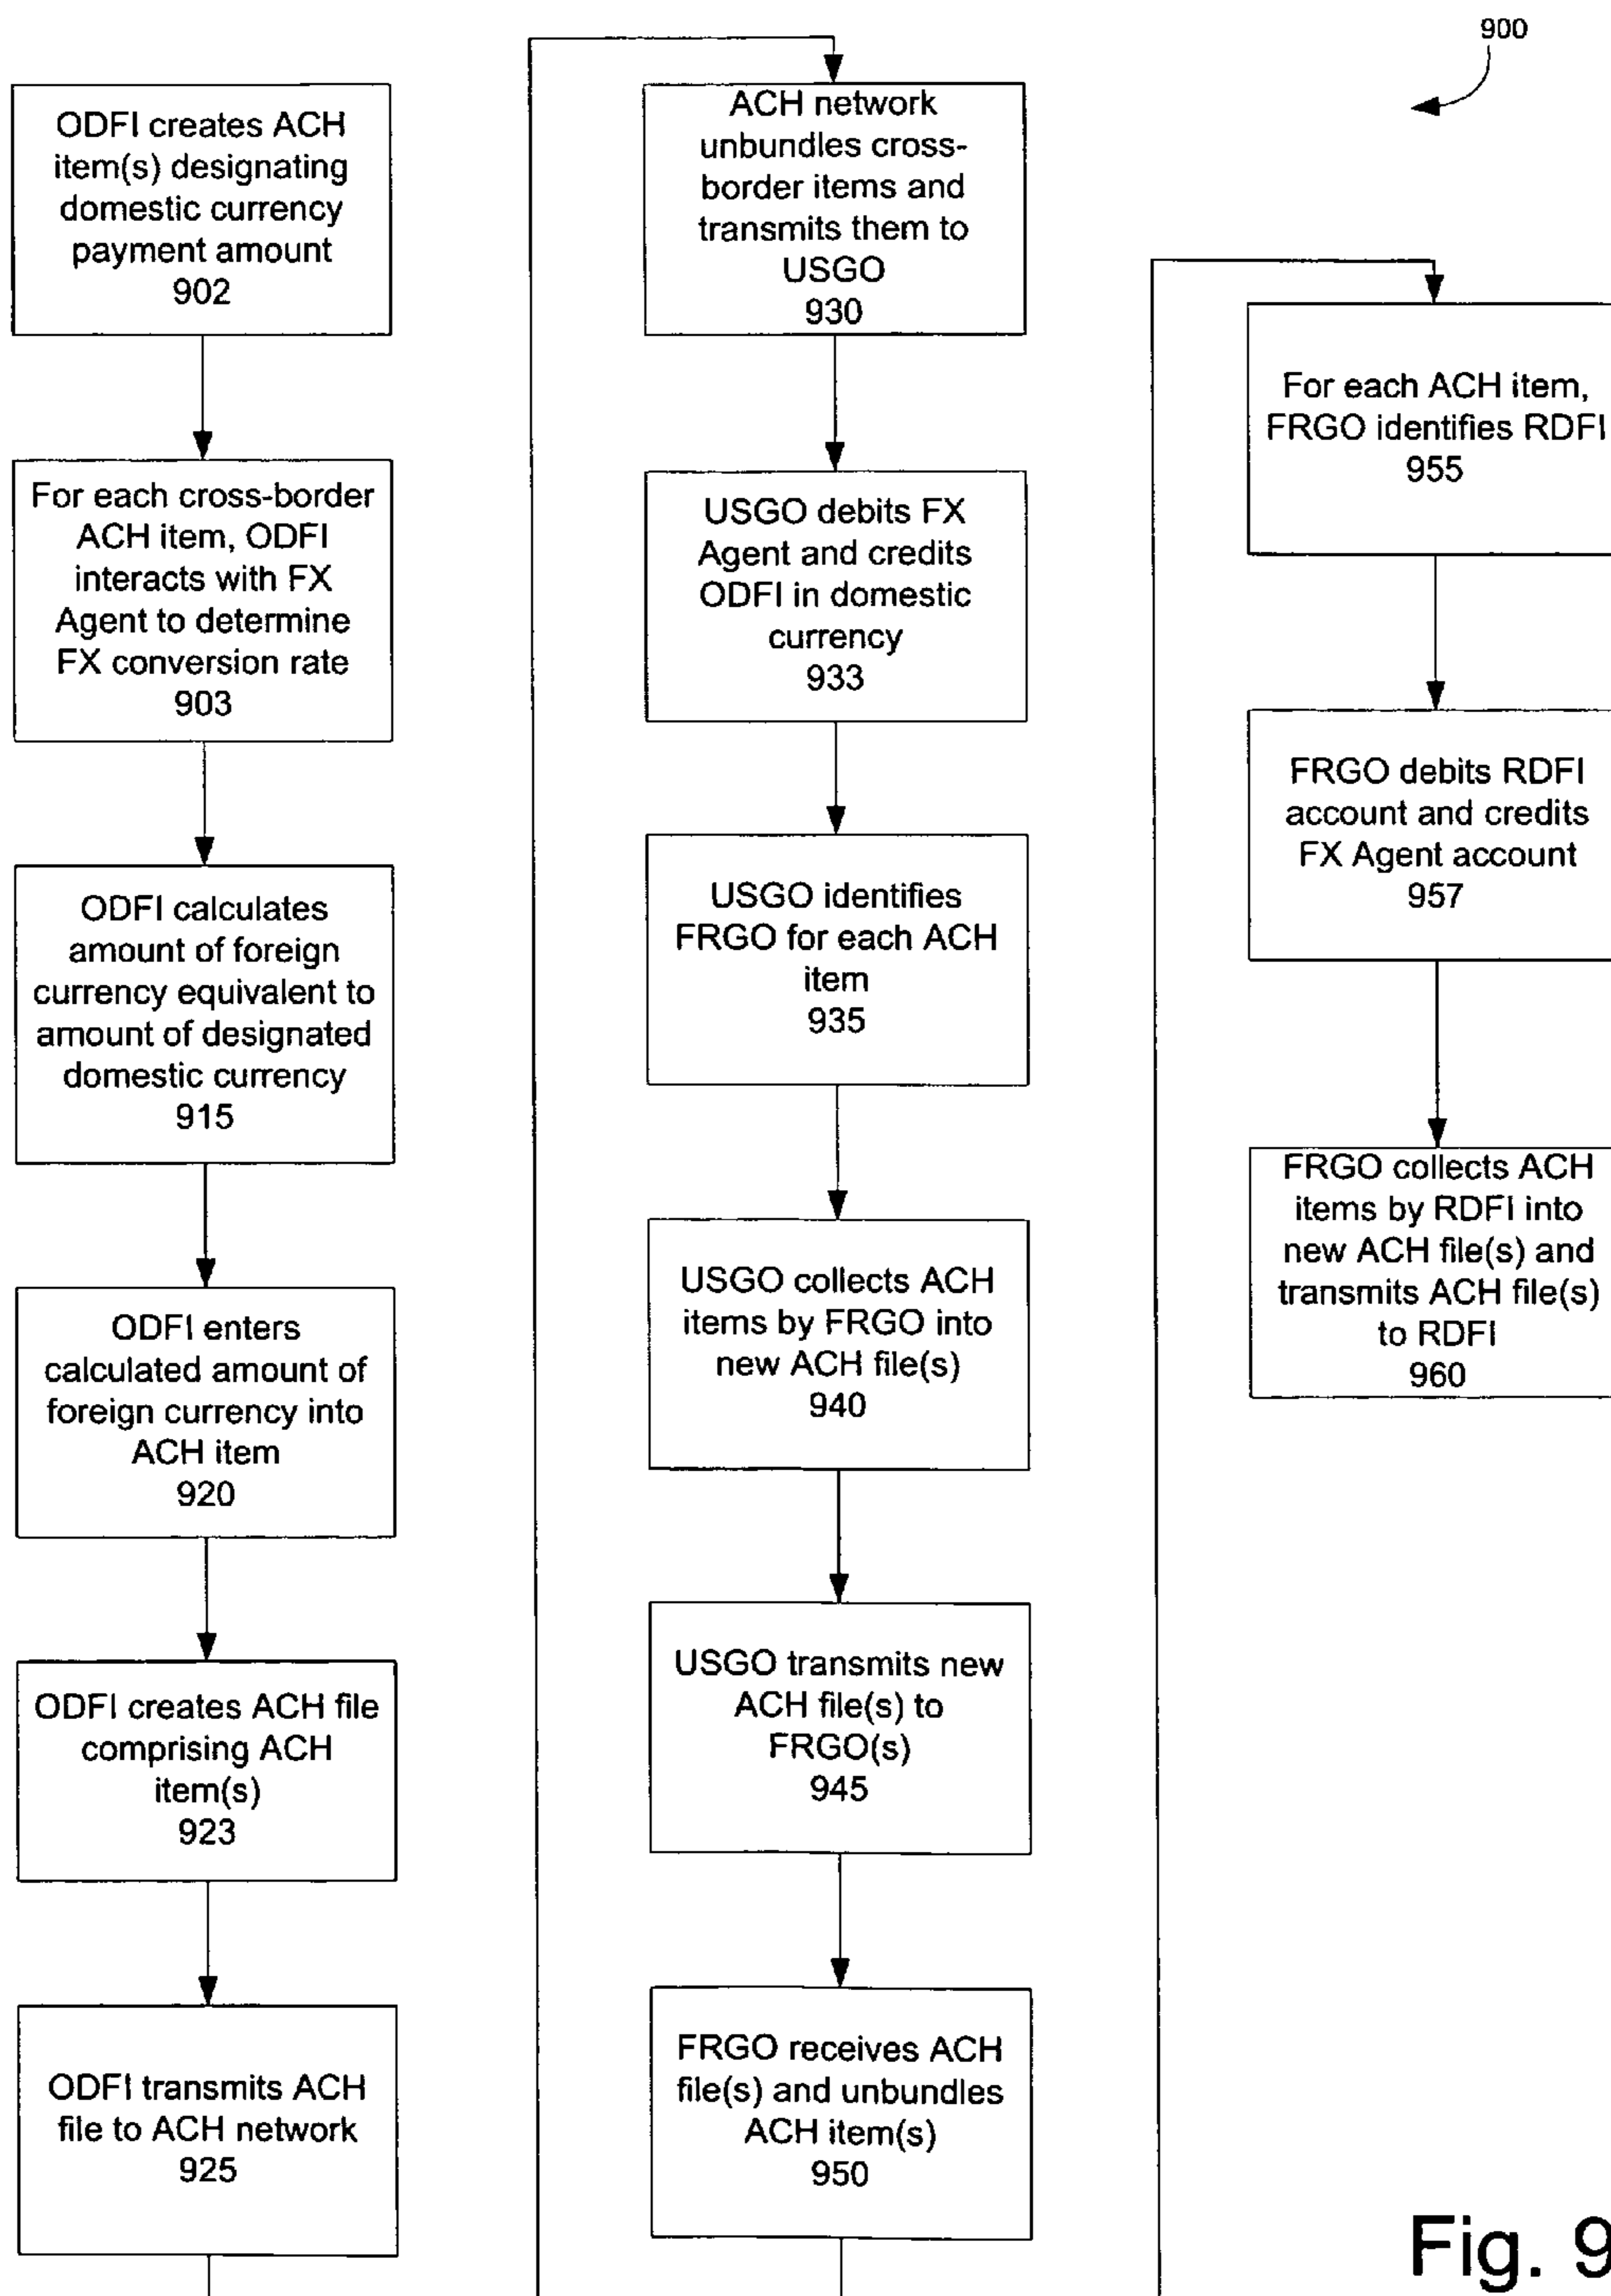 900
ODFI creates ACH
item(s) designating
domestic currency
payment amount
902
For each cross-border
ACH item, ODFI
interacts with FX
Agent to determine
FX conversion rate
903
ODFI calculates
amount of foreign
currency equivalent to
amount of designated
domestic currency
915
ODFI enters
calculated amount of
foreign currency into
ACH item
920
ODFI creates ACH file
comprising ACH
item(s)
923
ODFI transmits ACH
file to ACH network
925
ACH network
unbundles cross-
border items and
transmits them to
USGO
930
USGO debits FX
Agent and credits
ODFI in domestic
currency
933
USGO identifies
FRGO for each ACH
item
935
USGO collects ACH
items by FRGO into
new ACH file(s)
940
USGO transmits new
ACH file(s) to
FRGO(s)
945
FRGO receives ACH
file(s) and unbundles
ACH item(s)
950
For each ACH item,
FRGO identifies RDFI
955
FRGO debits RDFI
account and credits
FX Agent account
957
FRGO collects ACH
items by RDFI into
new ACH file(s) and
transmits ACH file(s)
to RDFI
960
Fig. 9